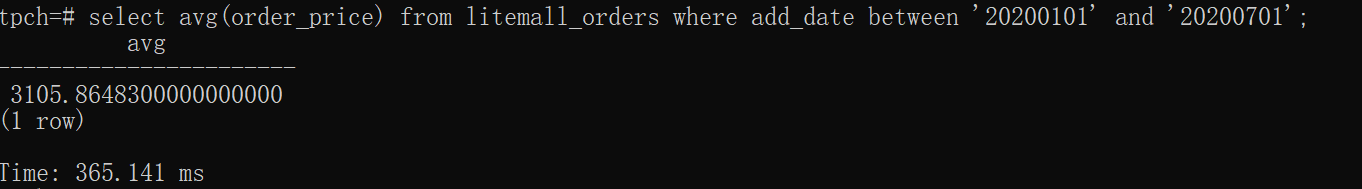 tpch=# select avg(order_price) from litemall_orders where add_date between '20200101' and '20200701';
avg
-----------------------
3105.8648300000000000
(1 row)
Time: 365.141 ms